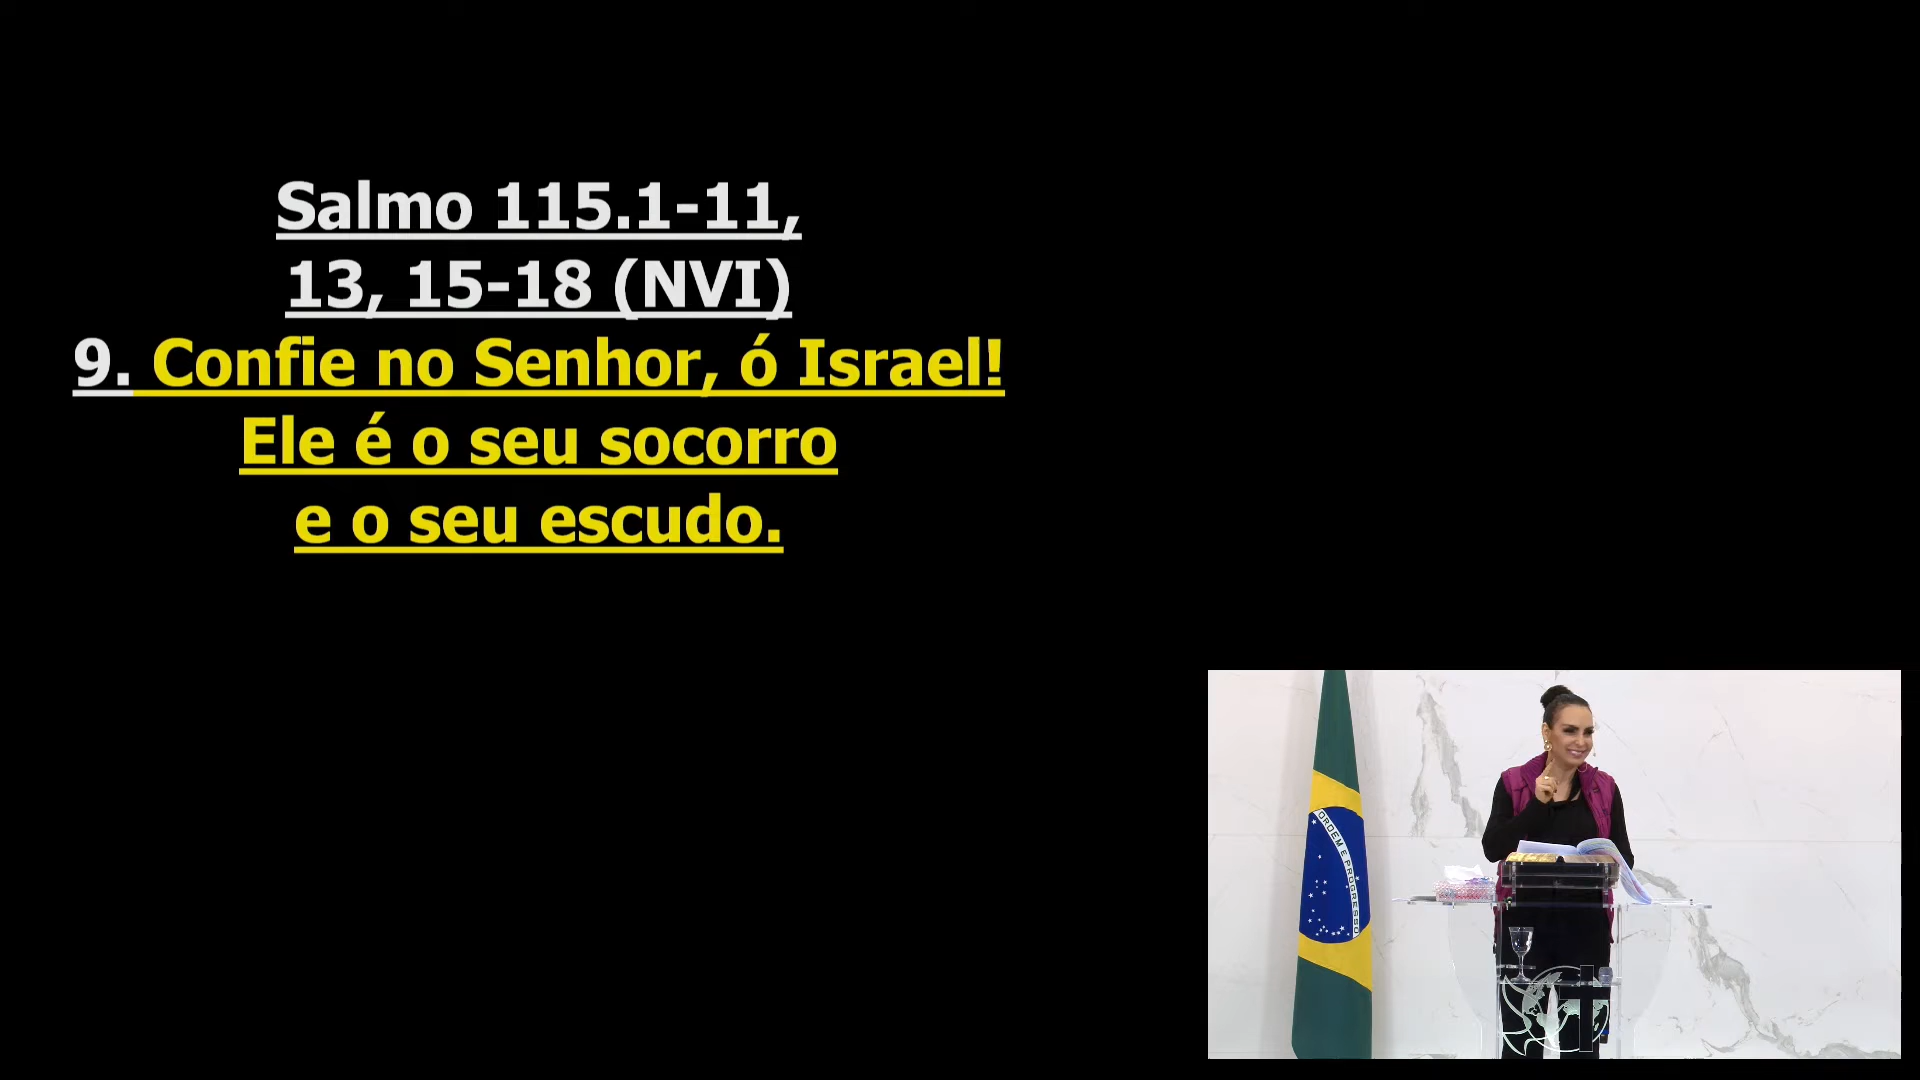 Salmo 115.1-11,
13, 15-18 (NVI)
9. Confie no Senhor, ó Israel!
Ele é o seu socorro
e o seu escudo.
ORDEM E PROGRESSO